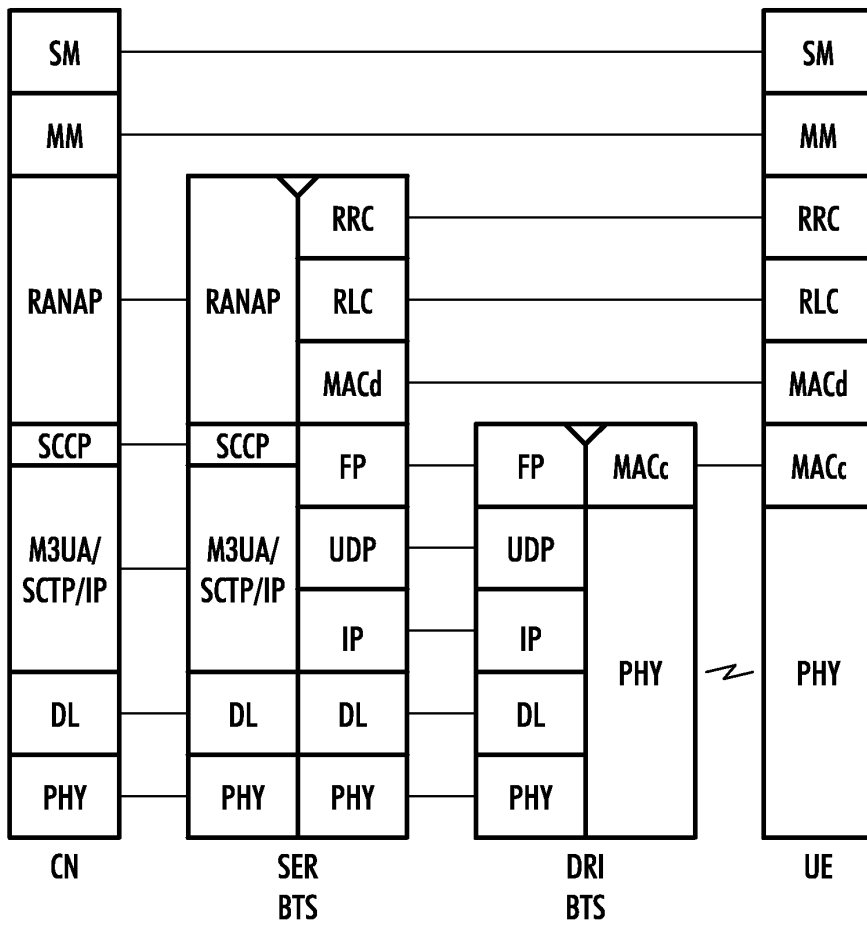 SM SM
MM MM
RRC RRC
RANAP RANAP RLC RLC
MACd MACd
SCCP SCCP
FP FP MACc MACc
M3UA/ M3UA/ UDP UDP
SCTP/IP SCTP/IP
IP IP
PHY PHY
DL DL DL DL
PHY PHY PHY PHY
CN SER DRI UE
BTS BTS